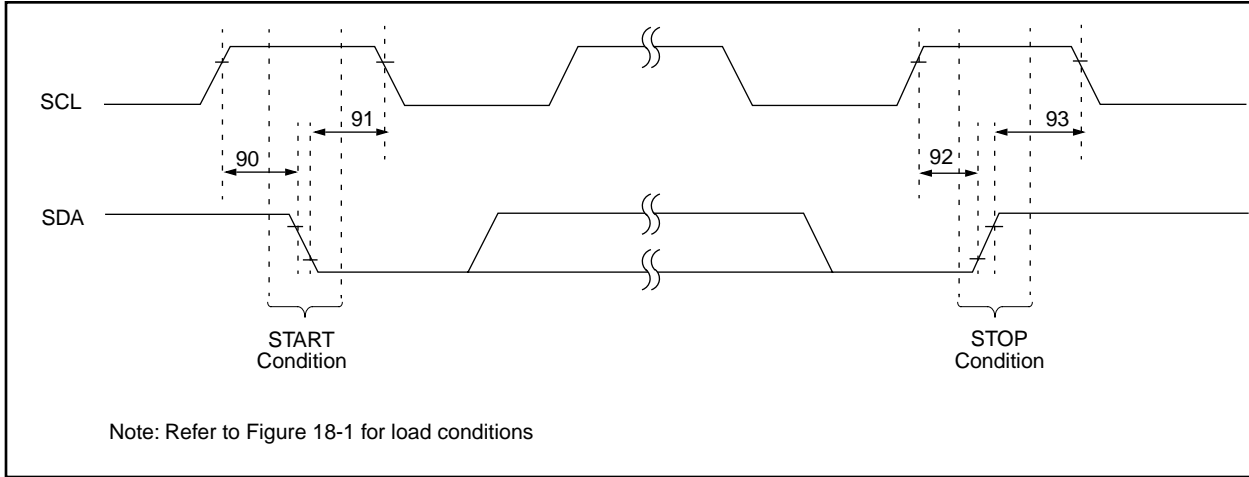 SCL
91
93
90
92
SDA
START
Condition
STOP
Condition
Note: Refer to Figure 18-1 for load conditions